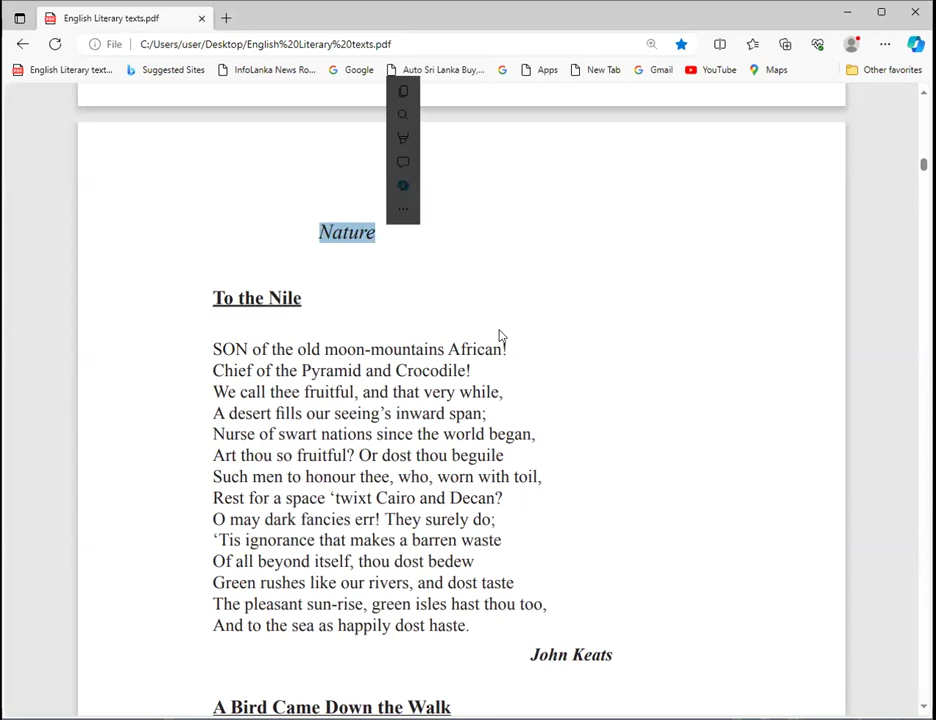 English Literary texts.pdf
File C:/Users/user/Desktop/English%20Literary%20texts.pdf
English Literary text... Suggested Sites InfoLanka News Ro... Google Auto Sri Lanka Buy,... Apps New Tab Gmail YouTube Maps Other favorites
Nature
To the Nile
SON of the old moon-mountains African!
Chief of the Pyramid and Crocodile!
We call thee fruitful, and that very while,
A desert fills our seeing’s inward span;
Nurse of swart nations since the world began,
Art thou so fruitful? Or dost thou beguile
Such men to honour thee, who, worn with toil,
Rest for a space ‘twixt Cairo and Decan?
O may dark fancies err! They surely do;
‘Tis ignorance that makes a barren waste
Of all beyond itself, thou dost bedew
Green rushes like our rivers, and dost taste
The pleasant sun-rise, green isles hast thou too,
And to the sea as happily dost haste.
John Keats
A Bird Came Down the Walk